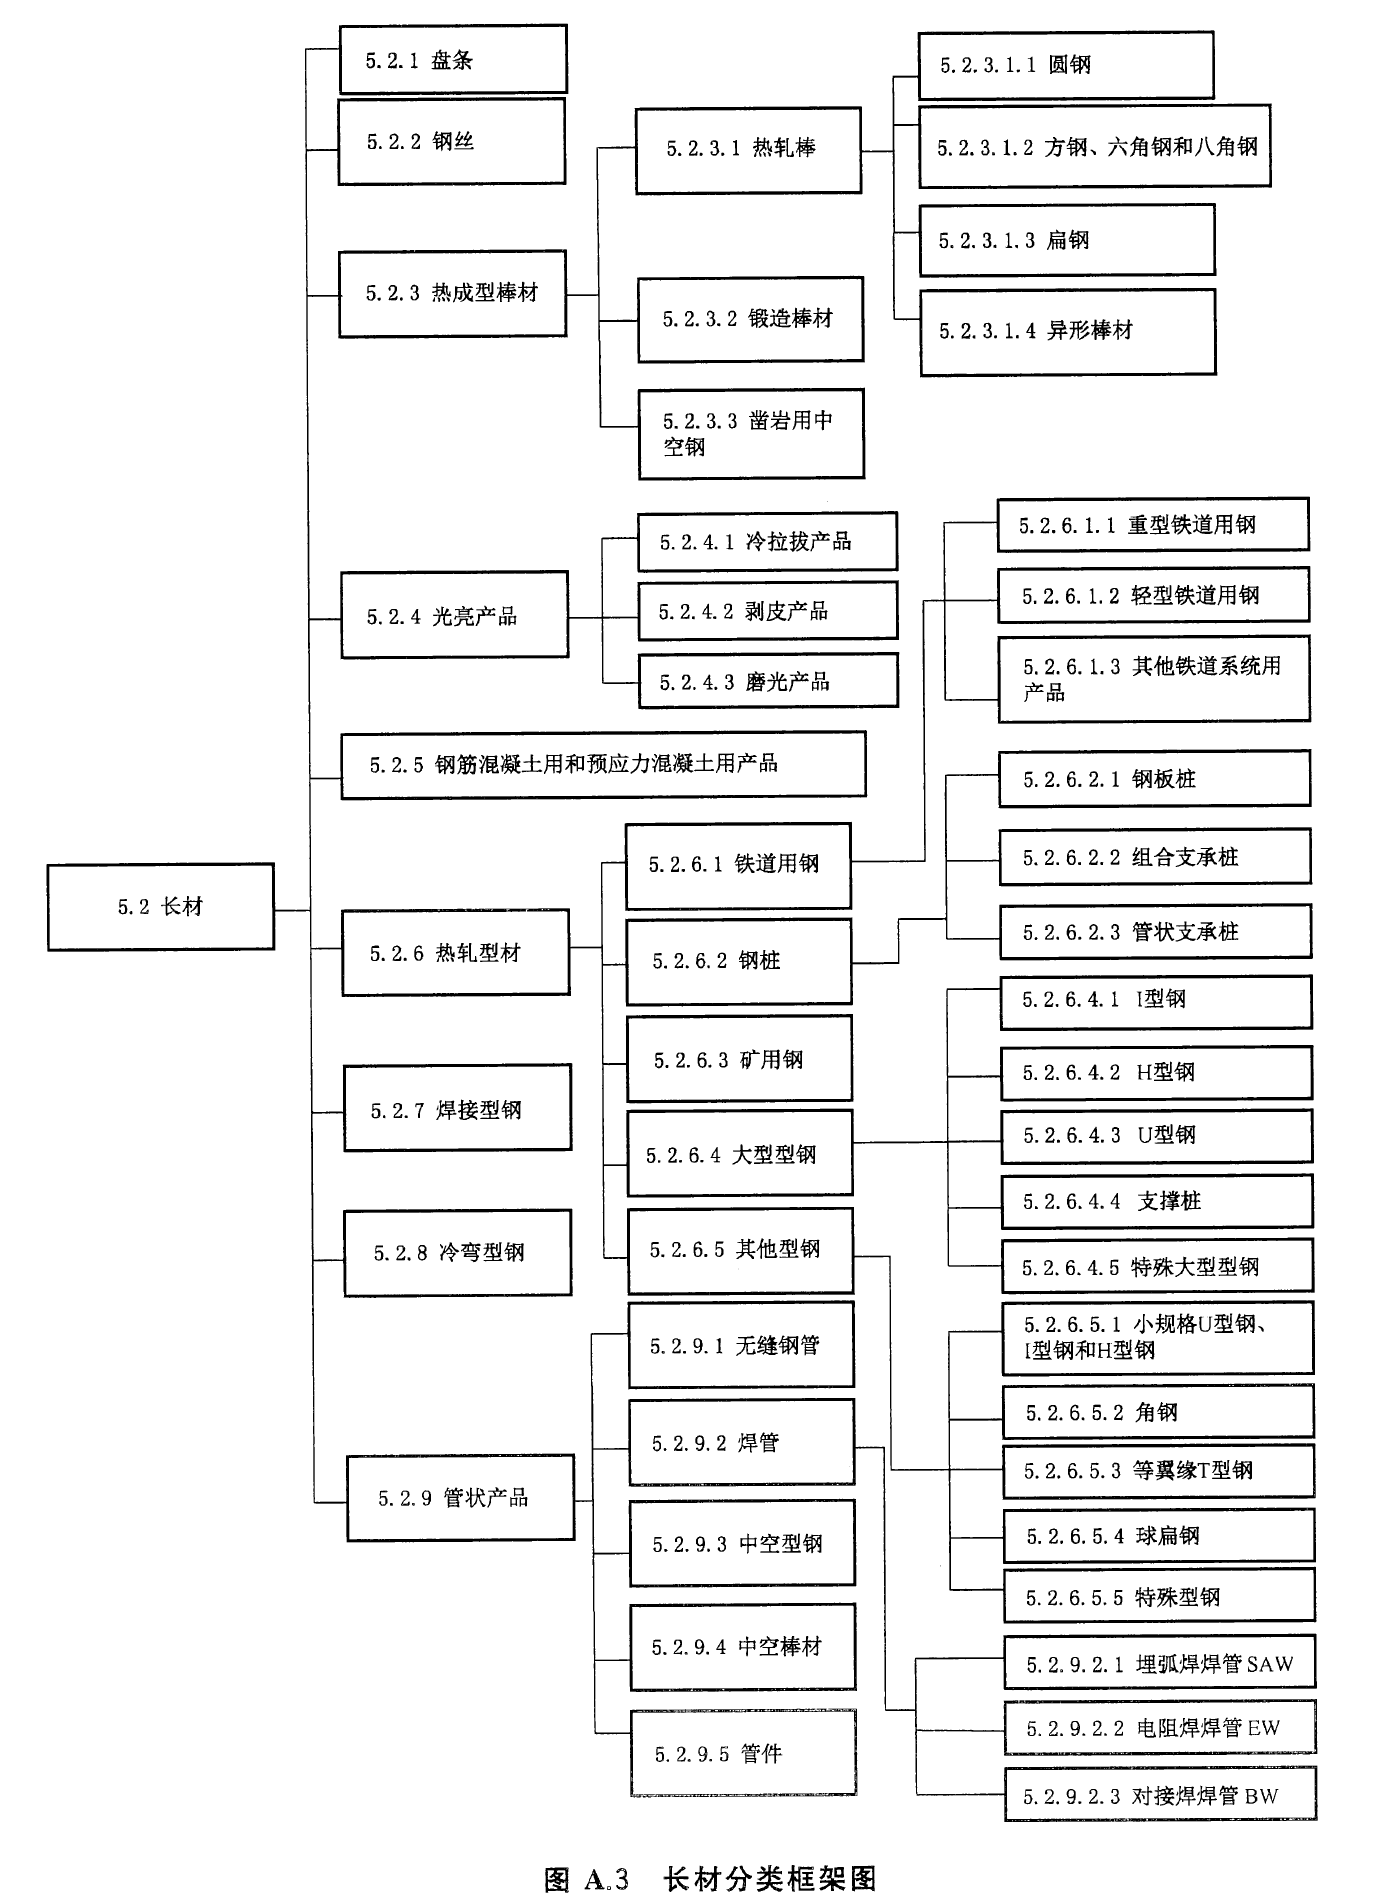 5.2 长材
5.2.1 盘条
5.2.2 钢丝
5.2.3 热成型棒材
5.2.3.1 热轧棒
5.2.3.1.1 圆钢
5.2.3.1.2 方钢、六角钢和八角钢
5.2.3.1.3 扁钢
5.2.3.1.4 异形棒材
5.2.3.2 锻造棒材
5.2.3.3 凿岩用中
空钢
5.2.4 光亮产品
5.2.4.1 冷拉拔产品
5.2.4.2 剥皮产品
5.2.4.3 磨光产品
5.2.5 钢筋混凝土用和预应力混凝土用产品
5.2.6 热轧型材
5.2.6.1 铁道用钢
5.2.6.1.1 重型铁道用钢
5.2.6.1.2 轻型铁道用钢
5.2.6.1.3 其他铁道系统用
产品
5.2.6.2 钢桩
5.2.6.2.1 钢板桩
5.2.6.2.2 组合支承桩
5.2.6.2.3 管状支承桩
5.2.6.3 矿用钢
5.2.6.4 大型型钢
5.2.6.4.1 I型钢
5.2.6.4.2 H型钢
5.2.6.4.3 U型钢
5.2.6.4.4 支撑桩
5.2.6.4.5 特殊大型型钢
5.2.6.5 其他型钢
5.2.6.5.1 小规格U型钢、
I型钢和H型钢
5.2.6.5.2 角钢
5.2.6.5.3 等翼缘T型钢
5.2.6.5.4 球扁钢
5.2.6.5.5 特殊型钢
5.2.7 焊接型钢
5.2.8 冷弯型钢
5.2.9 管状产品
5.2.9.1 无缝钢管
5.2.9.2 焊管
5.2.9.2.1 埋弧焊焊管SAW
5.2.9.2.2 电阻焊焊管EW
5.2.9.2.3 对接焊焊管BW
5.2.9.3 中空型钢
5.2.9.4 中空棒材
5.2.9.5 管件
图 A.3 长材分类框架图